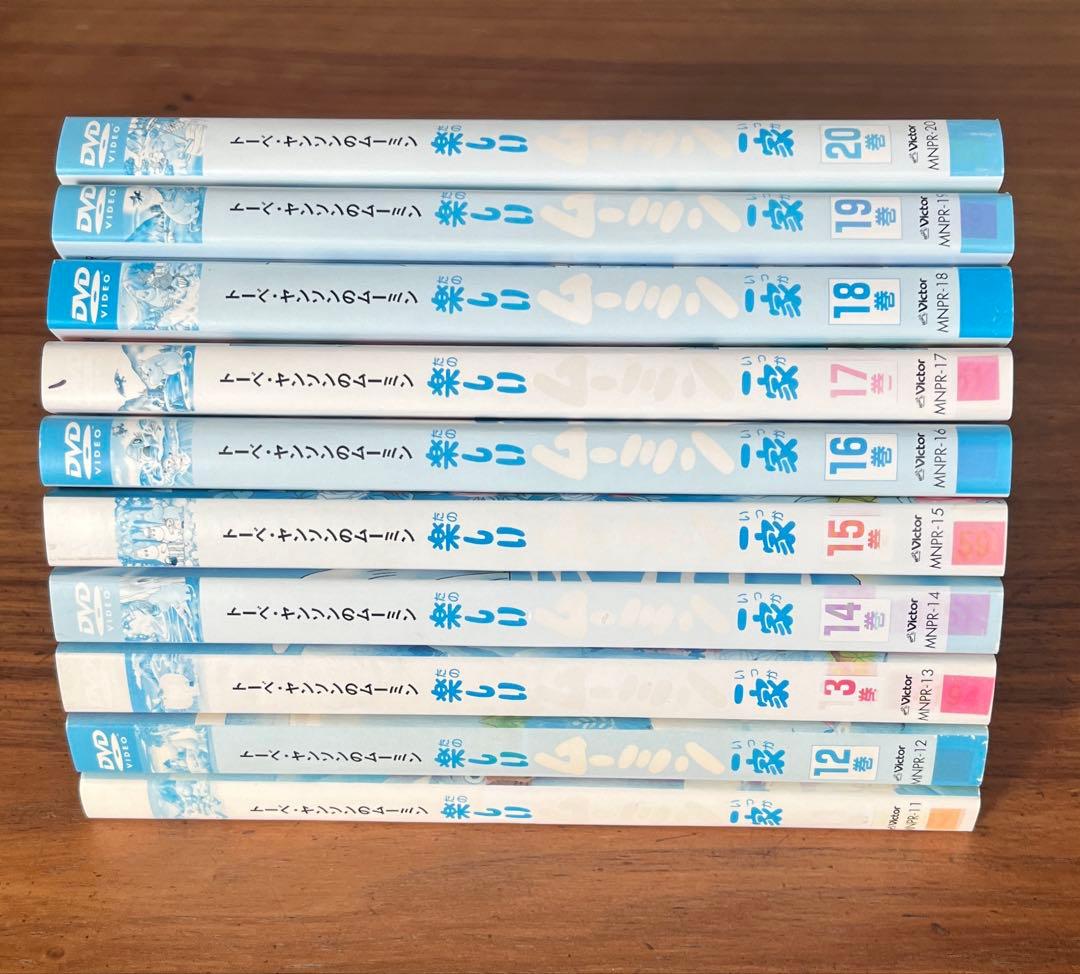 DVD VIDEO トーベ・ヤンソンのムーミン 楽しい ムーミン 一家 20巻 Victor MNPR-20
DVD VIDEO トーベ・ヤンソンのムーミン 楽しい ムーミン 一家 19巻 Victor MNPR-19
DVD VIDEO トーベ・ヤンソンのムーミン 楽しい ムーミン 一家 18巻 Victor MNPR-18
トーベ・ヤンソンのムーミン 楽しい ムーミン 一家 17巻 Victor MNPR-17
DVD VIDEO トーベ・ヤンソンのムーミン 楽しい ムーミン 一家 16巻 Victor MNPR-16
トーベ・ヤンソンのムーミン 楽しい 一家 15巻 Victor MNPR-15
DVD VIDEO トーベ・ヤンソンのムーミン 楽しい ムーミン 一家 14巻 Victor MNPR-14
トーベ・ヤンソンのムーミン 楽しい 一家 3巻 Victor MNPR-13
DVD VIDEO トーベ・ヤンソンのムーミン 楽しい ムーミン 一家 12巻 Victor MNPR-12
トーベ・ヤンソンのムーミン 楽しい 一家 Victor MNPR-11